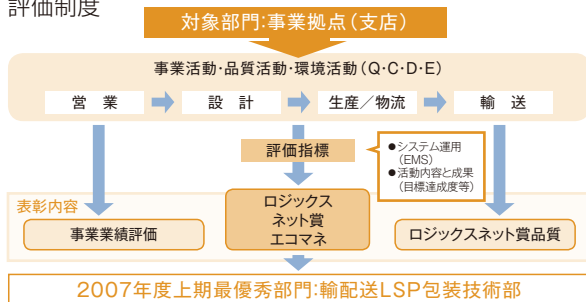 評価制度
対象部門:事業拠点(支店)
事業活動・品質活動・環境活動(Q・C・D・E)
営 業
設 計
生産/物流
輸 送
評価指標
●システム運用
(EMS)
●活動内容と成果
(目標達成度等)
表彰内容
事業業績評価
ロジックス
ネット賞
エコマネ
ロジックスネット賞品質
2007年度上期最優秀部門:輸配送LSP包装技術部